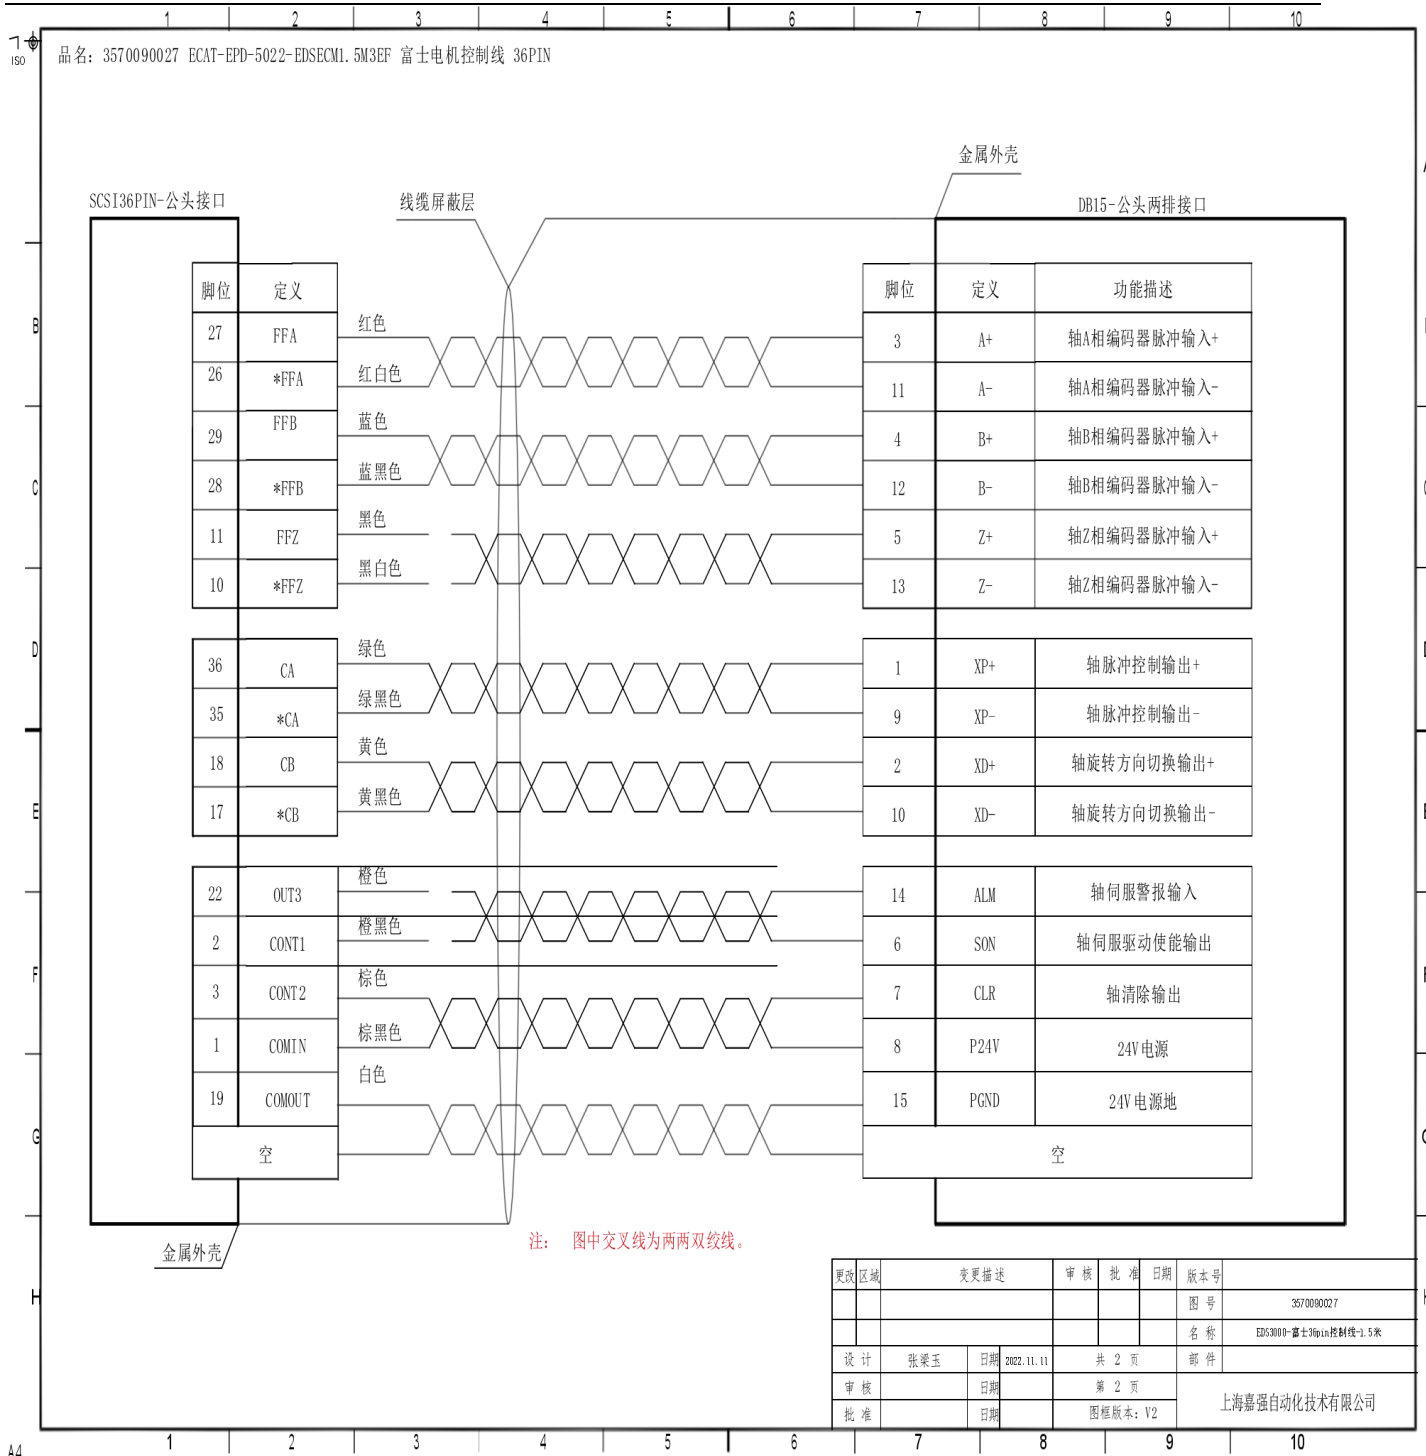 1 2 3 4 5 6 7 8 9 10
ISO
品名: 3570090027 ECAT-EPD-5022-EDSECM1.5M3EF 富士电机控制线 36PIN
金属外壳
SCSI36PIN-公头接口
线缆屏蔽层
DB15-公头两排接口
脚位 定义 脚位 定义 功能描述
27 FFA 红色 3 A+ 轴A相编码器脉冲输入+
26 *FFA 红白色 11 A- 轴A相编码器脉冲输入-
29 FFB 蓝色 4 B+ 轴B相编码器脉冲输入+
28 *FFB 蓝黑色 12 B- 轴B相编码器脉冲输入-
11 FFZ 黑色 5 Z+ 轴Z相编码器脉冲输入+
10 *FFZ 黑白色 13 Z- 轴Z相编码器脉冲输入-
36 CA 绿色 1 XP+ 轴脉冲控制输出+
35 *CA 绿黑色 9 XP- 轴脉冲控制输出-
18 CB 黄色 2 XD+ 轴旋转方向切换输出+
17 *CB 黄黑色 10 XD- 轴旋转方向切换输出-
22 OUT3 橙色 14 ALM 轴伺服警报输入
2 CONT1 橙黑色 6 SON 轴伺服驱动使能输出
3 CONT2 棕色 7 CLR 轴清除输出
1 COMIN 棕黑色 8 P24V 24V电源
19 COMOUT 白色 15 PGND 24V电源地
空 空
B
C
D
E
F
G
H
注: 图中交叉线为两两双绞线。
金属外壳
更改 区域 变更描述 审核 批准 日期 版本号
图号 3570090027
名称 EDS3000-富士36pin控制线-1.5米
设计 张梁玉 日期 2022.11.11 共 2 页 部件
审核 日期 第 2 页
批准 日期 图框版本: V2
上海嘉强自动化技术有限公司
1 2 3 4 5 6 7 8 9 10
A4